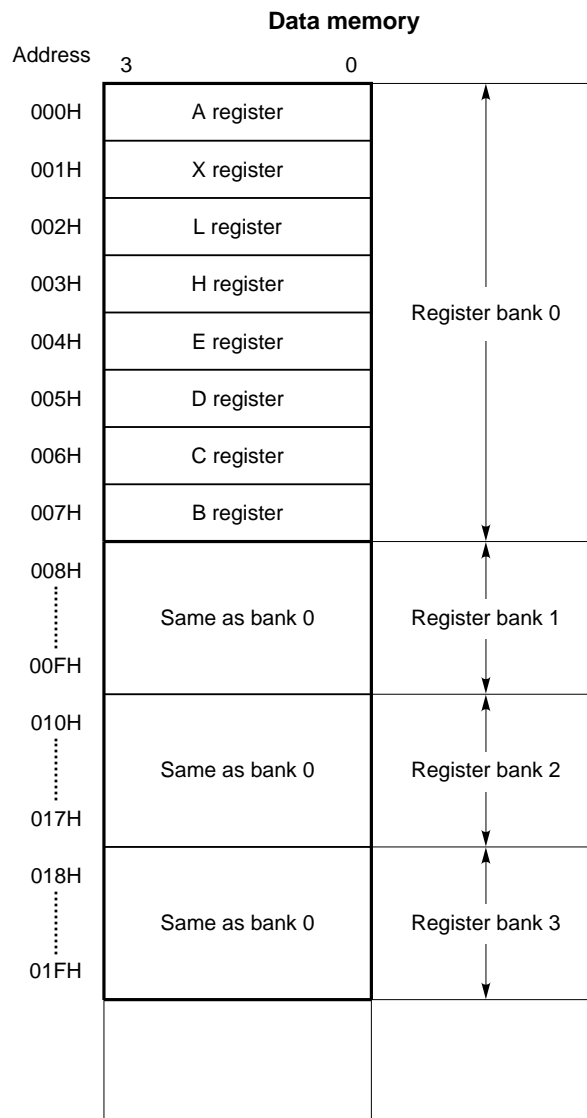 Data memory
Address
3 0
000H A register
001H X register
002H L register
003H H register
Register bank 0
004H E register
005H D register
006H C register
007H B register
008H
Same as bank 0 Register bank 1
00FH
010H
Same as bank 0 Register bank 2
017H
018H
Same as bank 0 Register bank 3
01FH